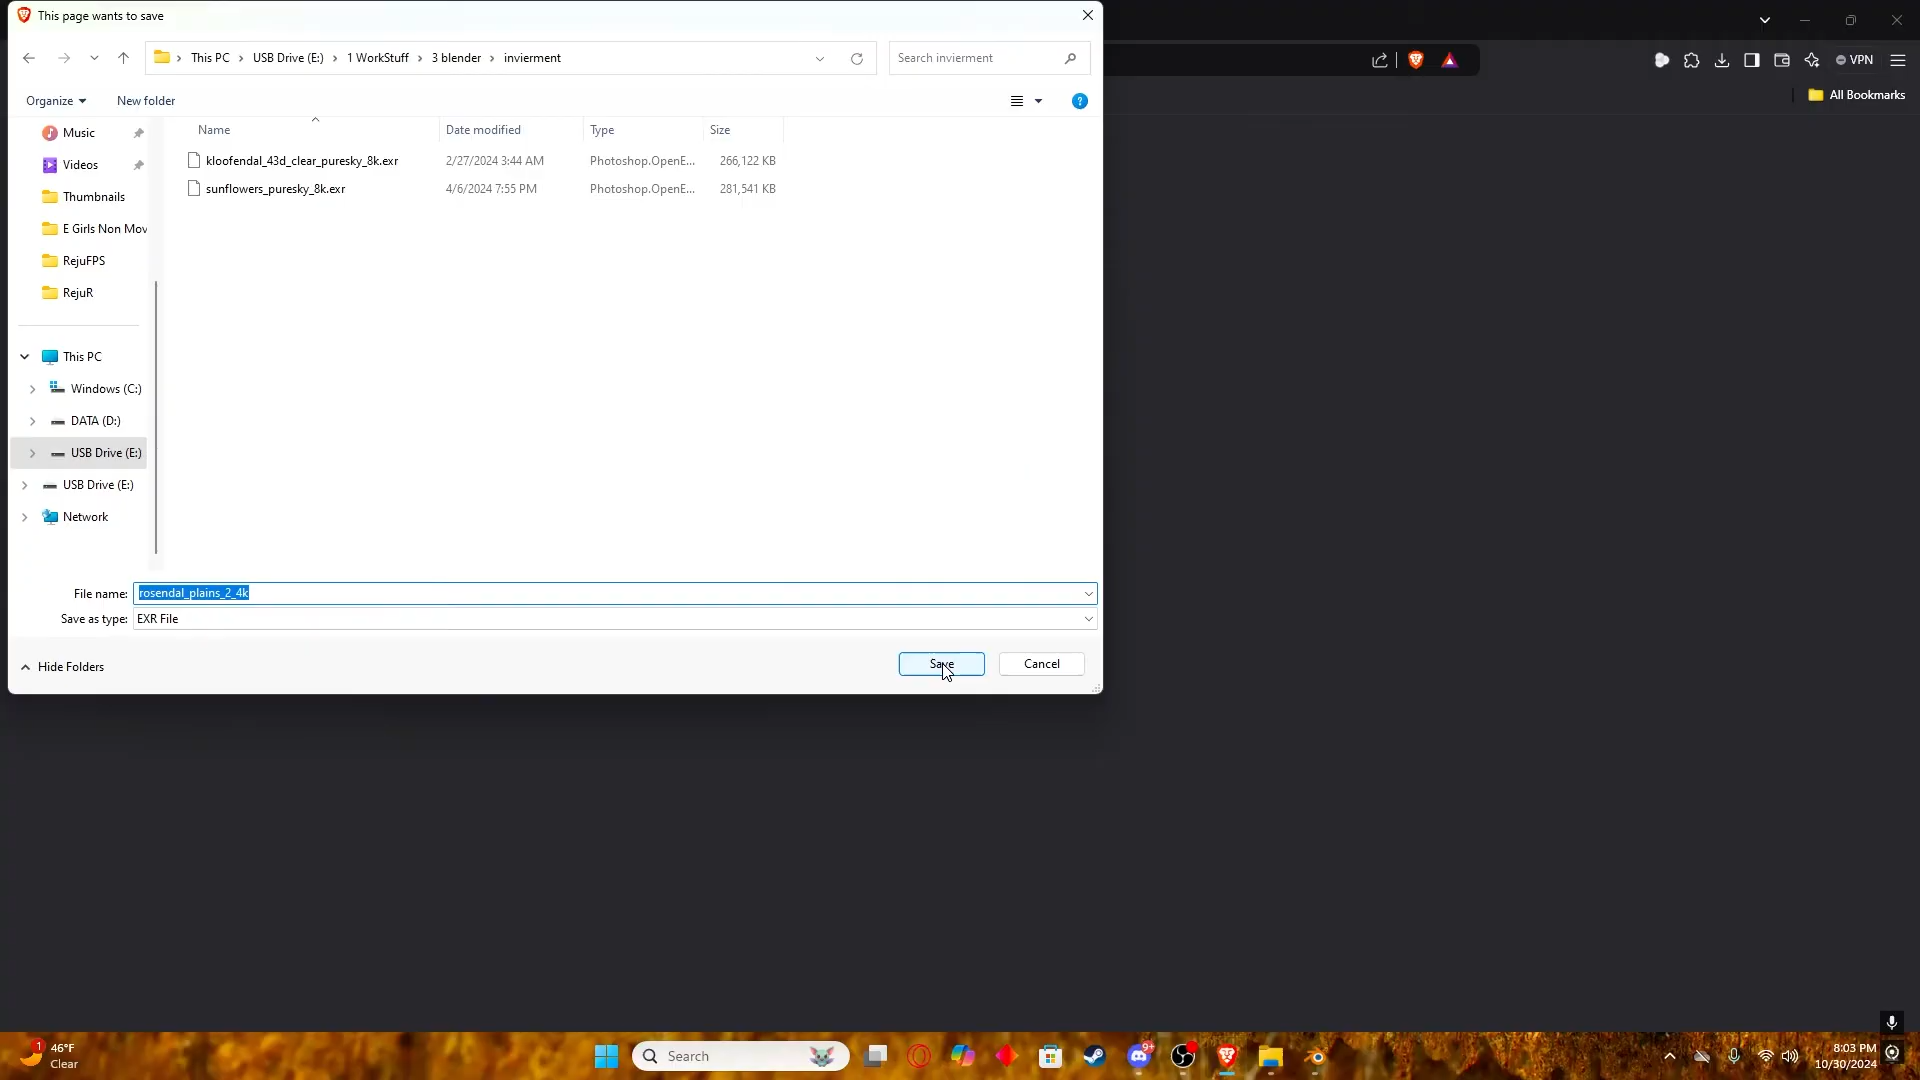 This page wants to save
This PC > USB Drive (E:) > 1 WorkStuff > 3 blender > invierment
Search invierment
VPN
All Bookmarks
Organize
New folder
Name
Date modified
Type
Size
Music
Videos
Thumbnails
E Girls Non Mov
RejuFPS
RejuR
kloofendal_43d_clear_puresky_8k.exr
2/27/2024 3:44 AM
Photoshop.OpenE...
266,122 KB
sunflowers_puresky_8k.exr
4/6/2024 7:55 PM
Photoshop.OpenE...
281,541 KB
This PC
Windows (C:)
DATA (D:)
USB Drive (E:)
USB Drive (E:)
Network
File name:
rosendal_plains_2_4k
Save as type:
EXR File
Hide Folders
Save
Cancel
1
46°F
Clear
Search
9+
8:03 PM
10/30/2024